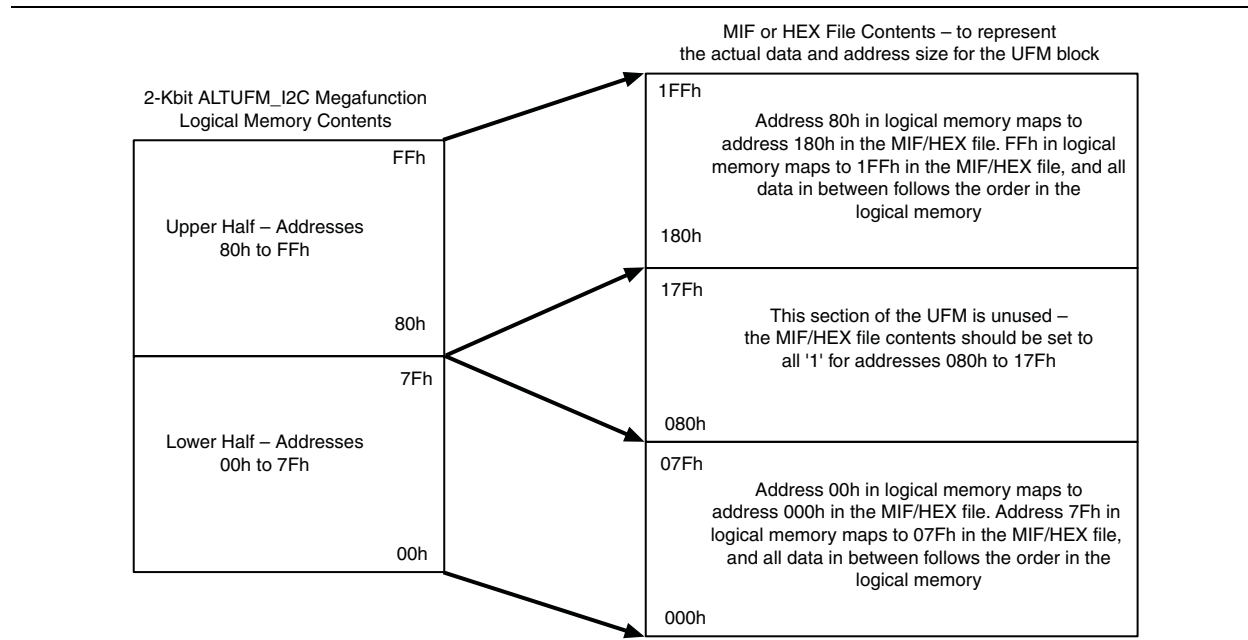 2-Kbit ALTUFM_I2C Megafunction
Logical Memory Contents
FFh
Upper Half – Addresses
80h to FFh
80h
7Fh
Lower Half – Addresses
00h to 7Fh
00h
MIF or HEX File Contents – to represent
the actual data and address size for the UFM block
1FFh
Address 80h in logical memory maps to
address 180h in the MIF/HEX file. FFh in logical
memory maps to 1FFh in the MIF/HEX file, and all
data in between follows the order in the
logical memory
180h
17Fh
This section of the UFM is unused –
the MIF/HEX file contents should be set to
all '1' for addresses 080h to 17Fh
080h
07Fh
Address 00h in logical memory maps to
address 000h in the MIF/HEX file. Address 7Fh in
logical memory maps to 07Fh in the MIF/HEX file,
and all data in between follows the order in the
logical memory
000h